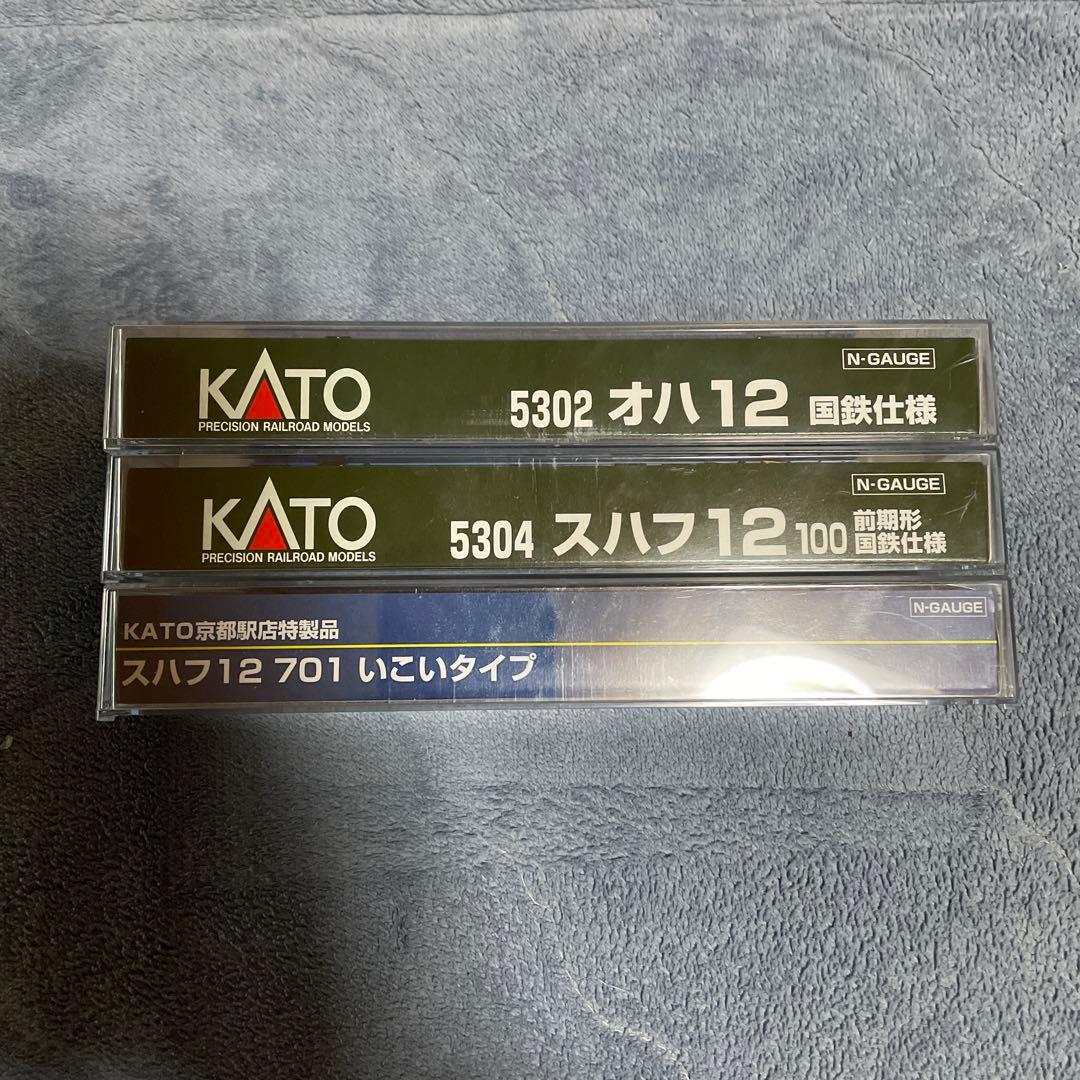 N-GAUGE
KATO
5302 オハ12 国鉄仕様
PRECISION RAILROAD MODELS
N-GAUGE
KATO
5304 スハフ12 100 前期形
国鉄仕様
PRECISION RAILROAD MODELS
N-GAUGE
KATO京都駅店特製品
スハフ12 701 いこいタイプ